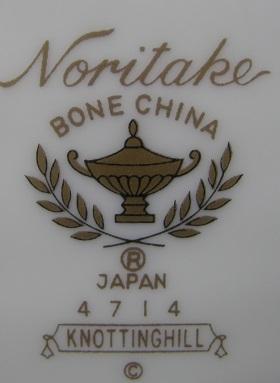 Noritake
BONE CHINA
®
JAPAN
4714
KNOTTINGHILL
©